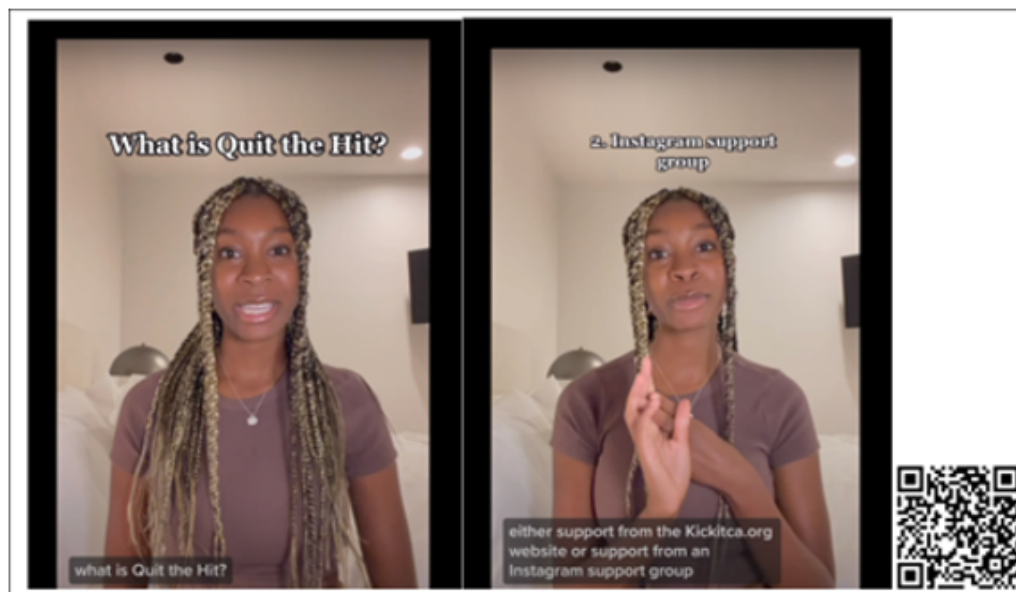 What is Quit the Hit?
what is Quit the Hit?
2. Instagram support
group
either support from the Kickitca.org
website or support from an
Instagram support group